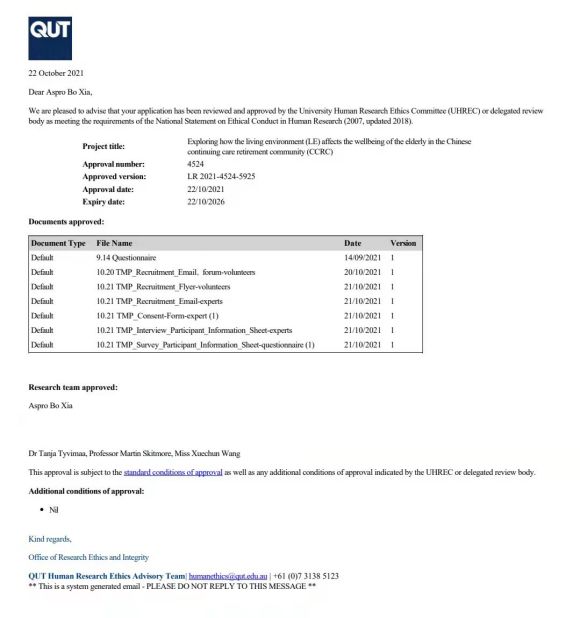 QUT
22 October 2021
Dear Aspro Bo Xia,
We are pleased to advise that your application has been reviewed and approved by the University Human Research Ethics Committee (UHREC) or delegated review
body as meeting the requirements of the National Statement on Ethical Conduct in Human Research (2007, updated 2018).
Project title: Exploring how the living environment (LE) affects the wellbeing of the elderly in the Chinese
continuing care retirement community (CCRC)
Approval number: 4524
Approved version: LR 2021-4524-5925
Approval date: 22/10/2021
Expiry date: 22/10/2026
Documents approved:
Document Type File Name Date Version
Default 9.14 Questionnaire 14/09/2021 1
Default 10.20 TMP_Recruitment_Email, forum-volunteers 20/10/2021 1
Default 10.21 TMP_Recruitment_Flyer-volunteers 21/10/2021 1
Default 10.21 TMP_Recruitment_Email-experts 21/10/2021 1
Default 10.21 TMP_Consent-Form-expert (1) 21/10/2021 1
Default 10.21 TMP_Interview_Participant_Information_Sheet-experts 21/10/2021 1
Default 10.21 TMP_Survey_Participant_Information_Sheet-questionnaire (1) 21/10/2021 1
Research team approved:
Aspro Bo Xia
Dr Tanja Tyvimaa, Professor Martin Skitmore, Miss Xuechun Wang
This approval is subject to the standard conditions of approval as well as any additional conditions of approval indicated by the UHREC or delegated review body.
Additional conditions of approval:
• Nil
Kind regards,
Office of Research Ethics and Integrity
QUT Human Research Ethics Advisory Team| humanethics@qut.edu.au | +61 (0)7 3138 5123
** This is a system generated email - PLEASE DO NOT REPLY TO THIS MESSAGE **